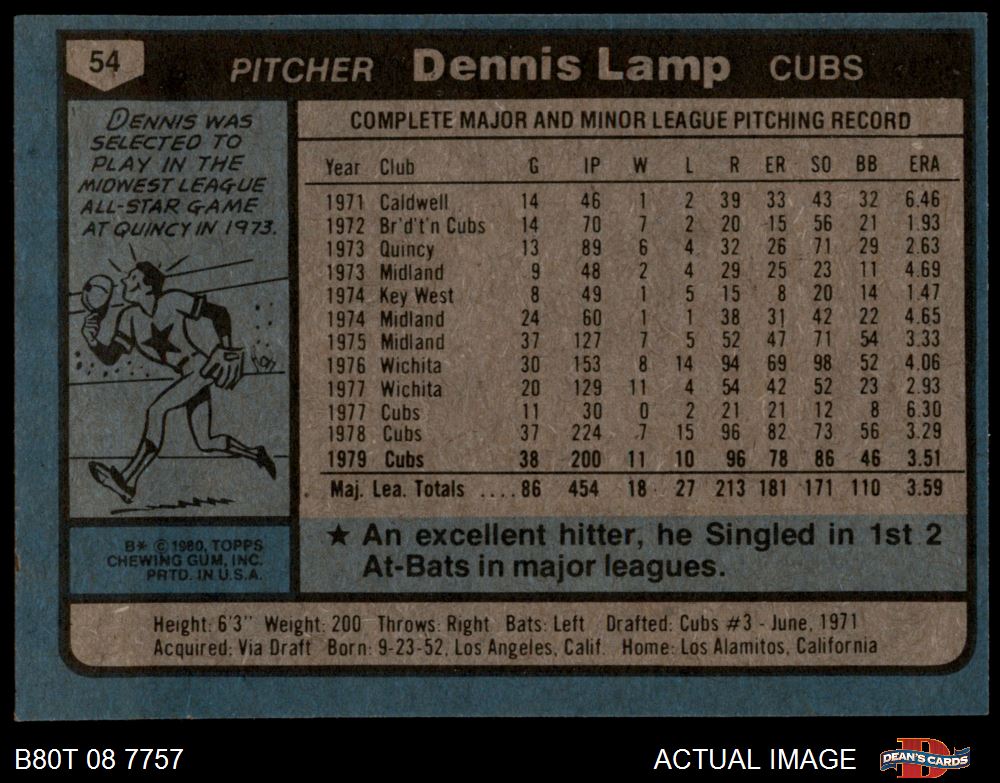 54 PITCHER Dennis Lamp CUBS
DENNIS WAS
SELECTED TO
PLAY IN THE
MIDWEST LEAGUE
ALL-STAR GAME
AT QUINCY IN 1973.
COMPLETE MAJOR AND MINOR LEAGUE PITCHING RECORD
Year Club G IP W L R ER SO BB ERA
1971 Caldwell 14 46 1 2 39 33 43 32 6.46
1972 Br'd't'n Cubs 14 70 7 2 20 15 56 21 1.93
1973 Quincy 13 89 6 4 32 26 71 29 2.63
1973 Midland 9 48 2 4 29 25 23 11 4.69
1974 Key West 8 49 1 5 15 8 20 14 1.47
1974 Midland 24 60 1 1 38 31 42 22 4.65
1975 Midland 37 127 7 5 52 47 71 54 3.33
1976 Wichita 30 153 8 14 94 69 98 52 4.06
1977 Wichita 20 129 11 4 54 42 52 23 2.93
1977 Cubs 11 30 0 2 21 21 12 8 6.30
1978 Cubs 37 224 7 15 96 82 73 56 3.29
1979 Cubs 38 200 11 10 96 78 86 46 3.51
Maj. Lea. Totals ....86 454 18 27 213 181 171 110 3.59
★ An excellent hitter, he Singled in 1st 2
At-Bats in major leagues.
B* © 1980, TOPPS
CHEWING GUM, INC.
PRTD. IN U.S.A.
Height: 6'3" Weight: 200 Throws: Right Bats: Left Drafted: Cubs #3 - June, 1971
Acquired: Via Draft Born: 9-23-52, Los Angeles, Calif. Home: Los Alamitos, California
B80T 08 7757
ACTUAL IMAGE
DEAN'S CARDS